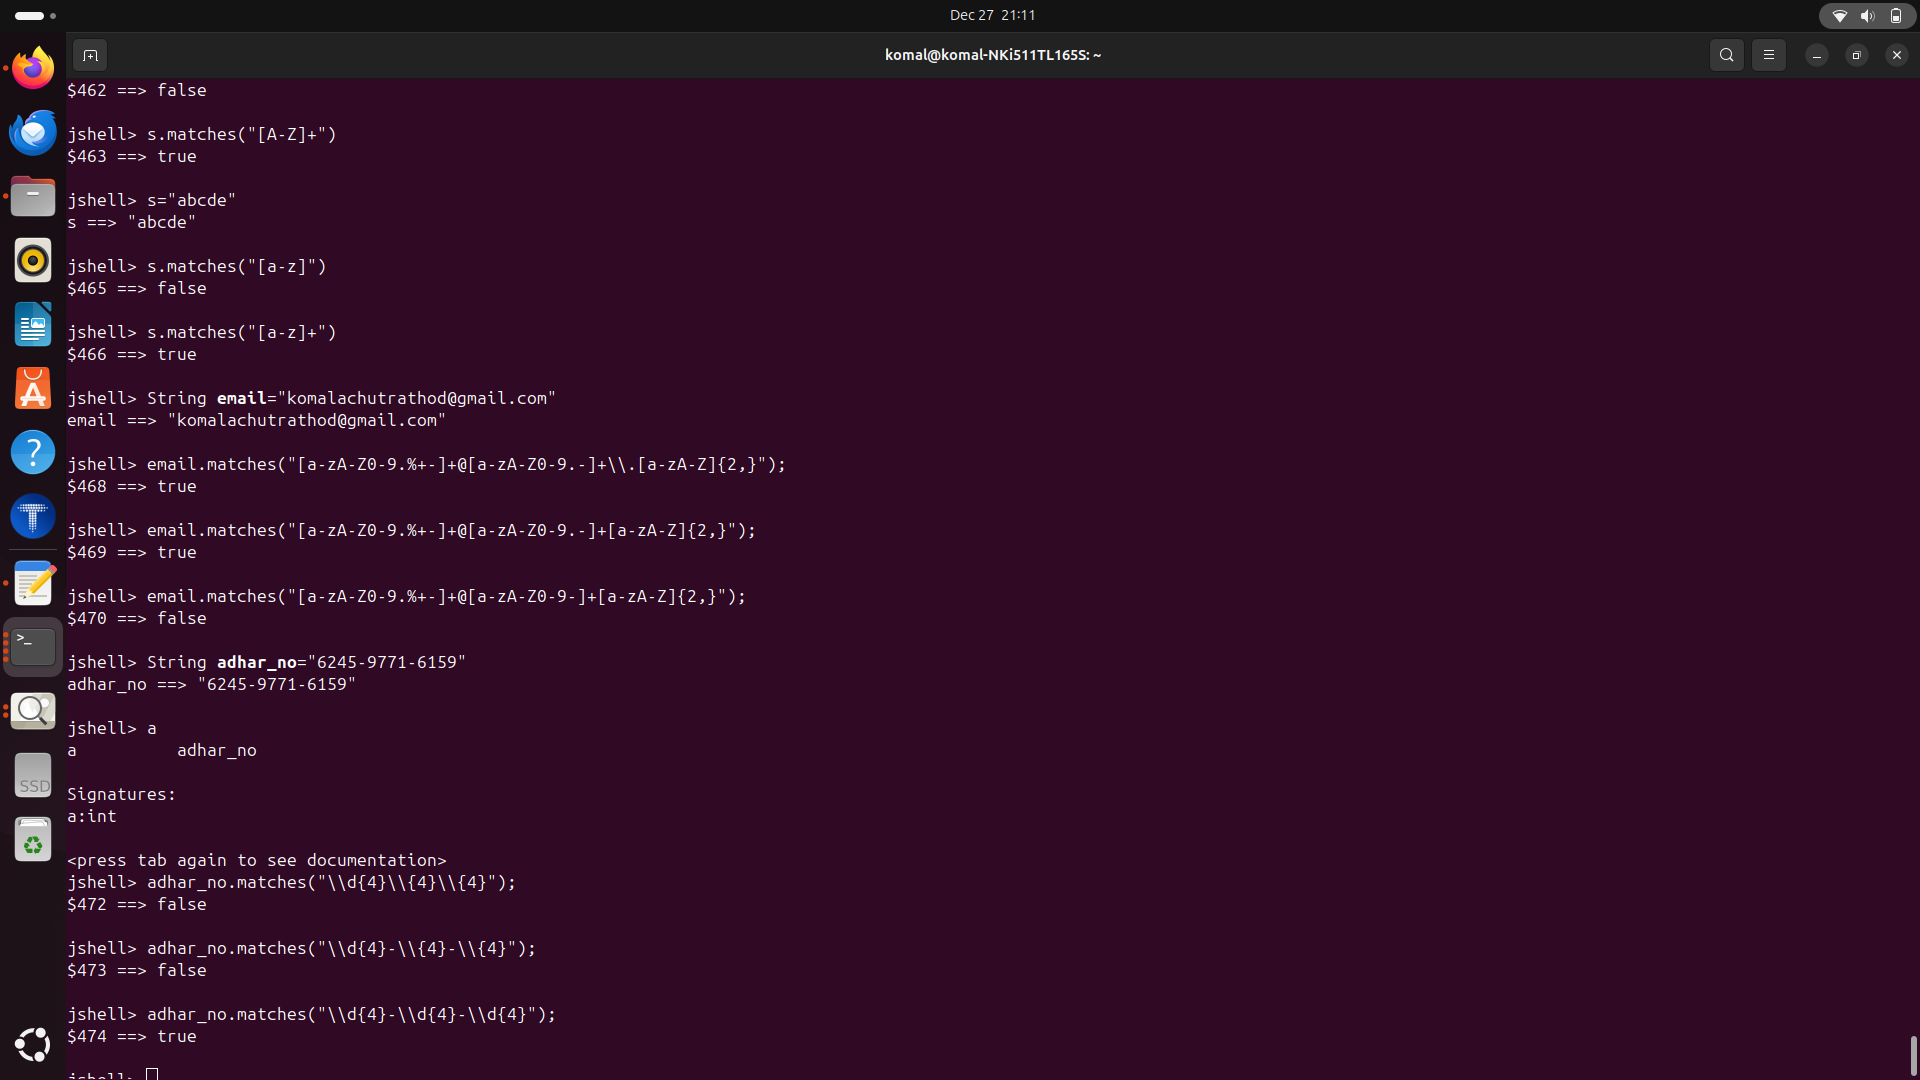 Dec 27 21:11
komal@komal-NKi511TL165S: ~
$462 ==> false
jshell> s.matches("[A-Z]+")
$463 ==> true
jshell> s="abcde"
s ==> "abcde"
jshell> s.matches("[a-z]")
$465 ==> false
jshell> s.matches("[a-z]+")
$466 ==> true
jshell> String email="komalachutrathod@gmail.com"
email ==> "komalachutrathod@gmail.com"
jshell> email.matches("[a-zA-Z0-9.%+-]+@[a-zA-Z0-9.-]+\\.[a-zA-Z]{2,}");
$468 ==> true
jshell> email.matches("[a-zA-Z0-9.%+-]+@[a-zA-Z0-9.-]+[a-zA-Z]{2,}");
$469 ==> true
jshell> email.matches("[a-zA-Z0-9.%+-]+@[a-zA-Z0-9-]+[a-zA-Z]{2,}");
$470 ==> false
jshell> String adhar_no="6245-9771-6159"
adhar_no ==> "6245-9771-6159"
jshell> a
a adhar_no
Signatures:
a:int
<press tab again to see documentation>
jshell> adhar_no.matches("\\d{4}\\{4}\\{4}");
$472 ==> false
jshell> adhar_no.matches("\\d{4}-\\{4}-\\{4}");
$473 ==> false
jshell> adhar_no.matches("\\d{4}-\\d{4}-\\d{4}");
$474 ==> true
jshell>
SSD